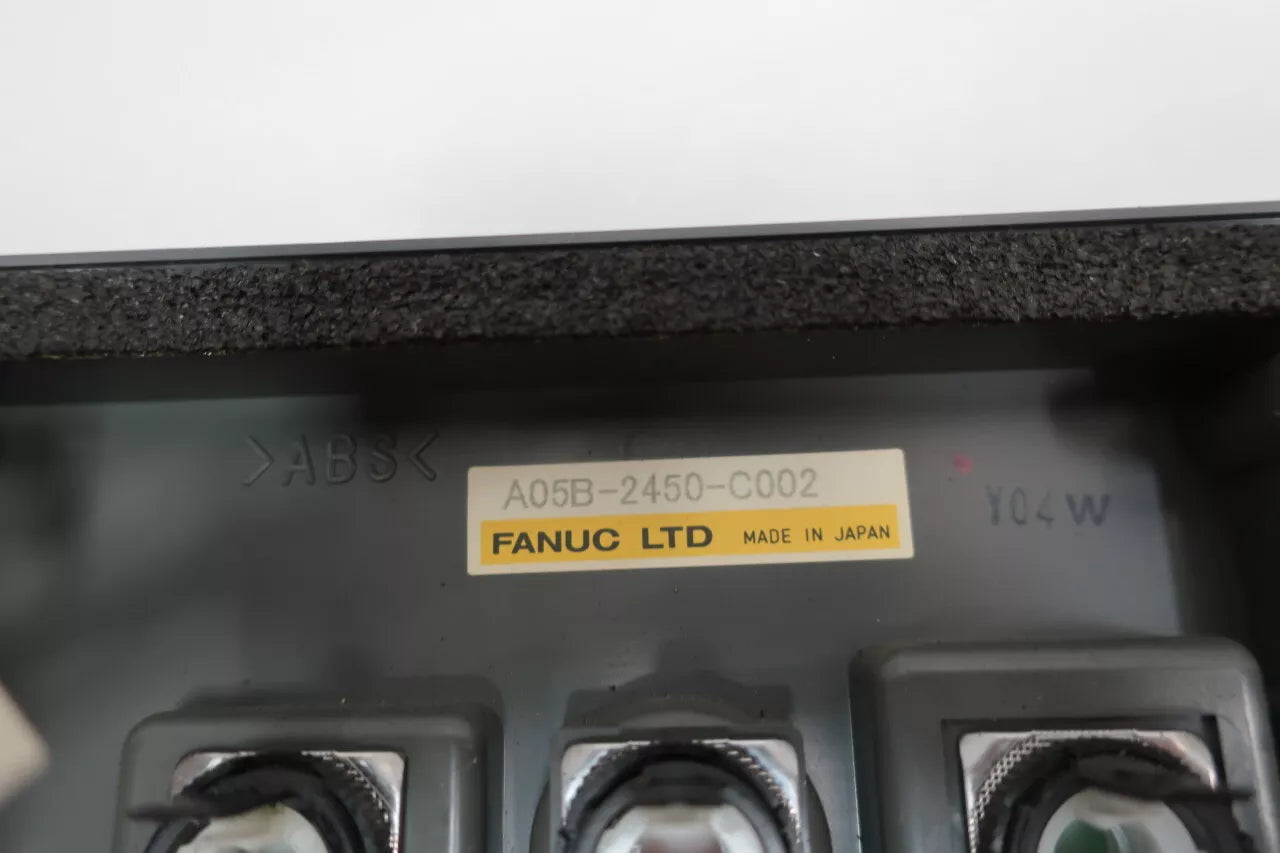 >ABS<
A05B-2450-C002
FANUC LTD MADE IN JAPAN
Y04W